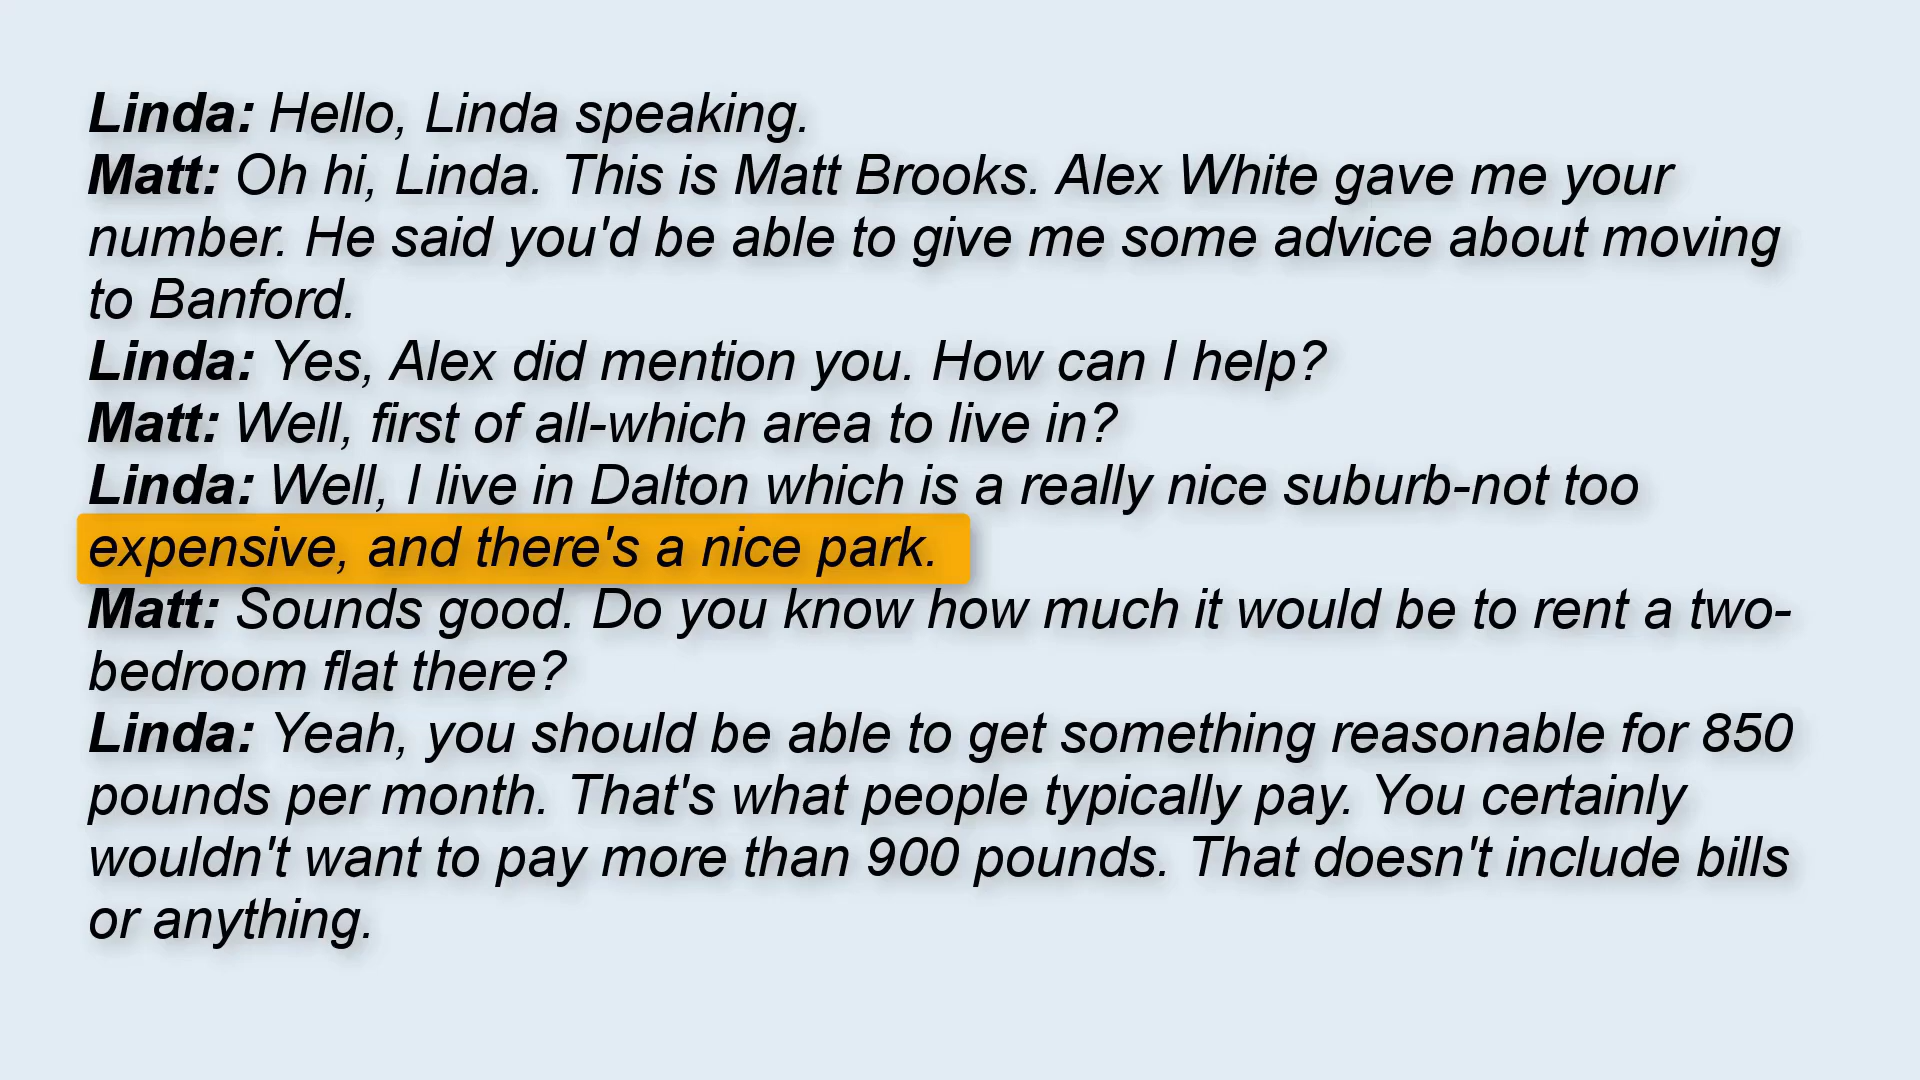 Linda: Hello, Linda speaking.
Matt: Oh hi, Linda. This is Matt Brooks. Alex White gave me your
number. He said you'd be able to give me some advice about moving
to Banford.
Linda: Yes, Alex did mention you. How can I help?
Matt: Well, first of all-which area to live in?
Linda: Well, I live in Dalton which is a really nice suburb-not too
expensive, and there's a nice park.
Matt: Sounds good. Do you know how much it would be to rent a two-
bedroom flat there?
Linda: Yeah, you should be able to get something reasonable for 850
pounds per month. That's what people typically pay. You certainly
wouldn't want to pay more than 900 pounds. That doesn't include bills
or anything.